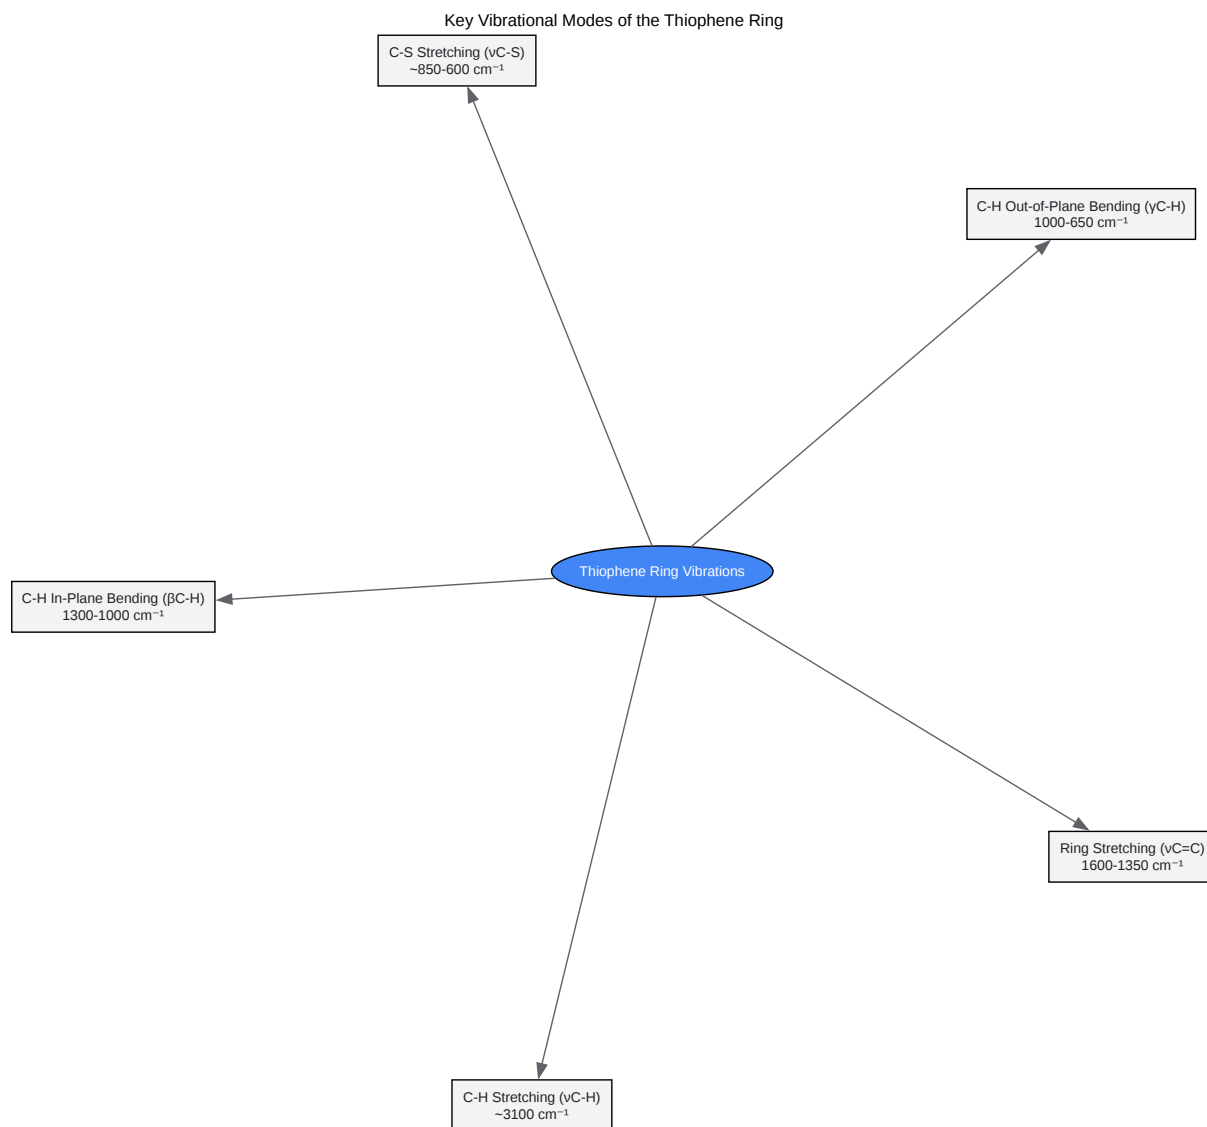 Key Vibrational Modes of the Thiophene Ring
C-S Stretching (νC-S)
~850-600 cm⁻¹
C-H Out-of-Plane Bending (γC-H)
1000-650 cm⁻¹
Thiophene Ring Vibrations
C-H In-Plane Bending (βC-H)
1300-1000 cm⁻¹
Ring Stretching (νC=C)
1600-1350 cm⁻¹
C-H Stretching (νC-H)
~3100 cm⁻¹